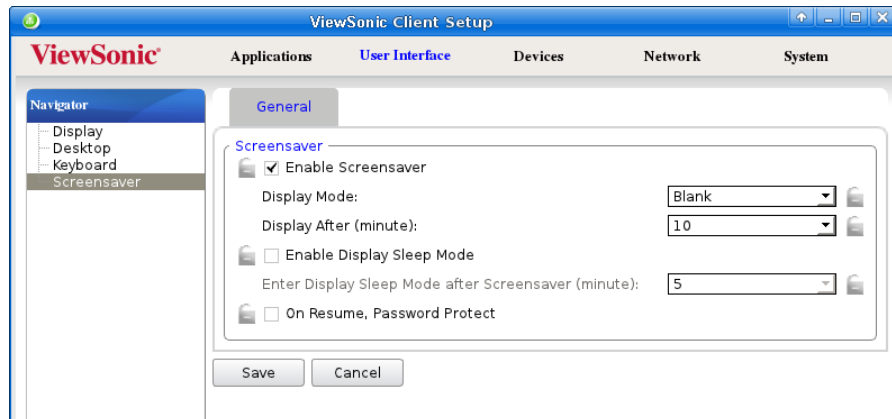 ViewSonic Client Setup
ViewSonic®
Applications User Interface Devices Network System
Navigator
Display
Desktop
Keyboard
Screensaver
General
Screensaver
Enable Screensaver
Display Mode: Blank
Display After (minute): 10
Enable Display Sleep Mode
Enter Display Sleep Mode after Screensaver (minute): 5
On Resume, Password Protect
Save Cancel